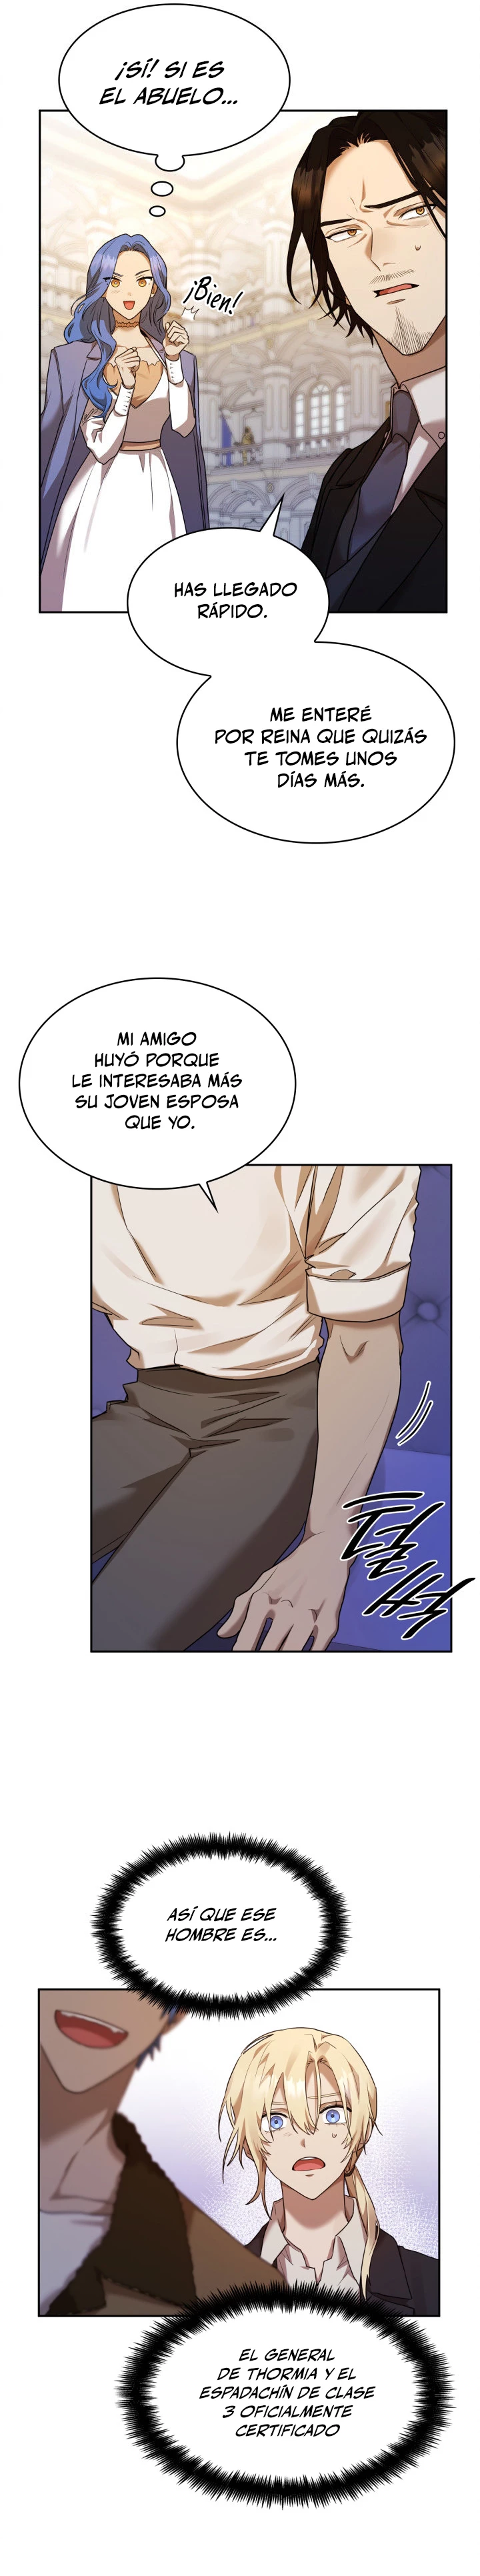 ¡SÍ! SI ES
EL ABUELO...
¡Bien!
HAS LLEGADO
RÁPIDO.
ME ENTERÉ
POR REINA QUE QUIZÁS
TE TOMES UNOS
DÍAS MÁS.
MI AMIGO
HUYÓ PORQUE
LE INTERESABA MÁS
SU JOVEN ESPOSA
QUE YO.
ASÍ QUE ESE
HOMBRE ES...
EL GENERAL
DE THORMIA Y EL
ESPADACHÍN DE CLASE
3 OFICIALMENTE
CERTIFICADO